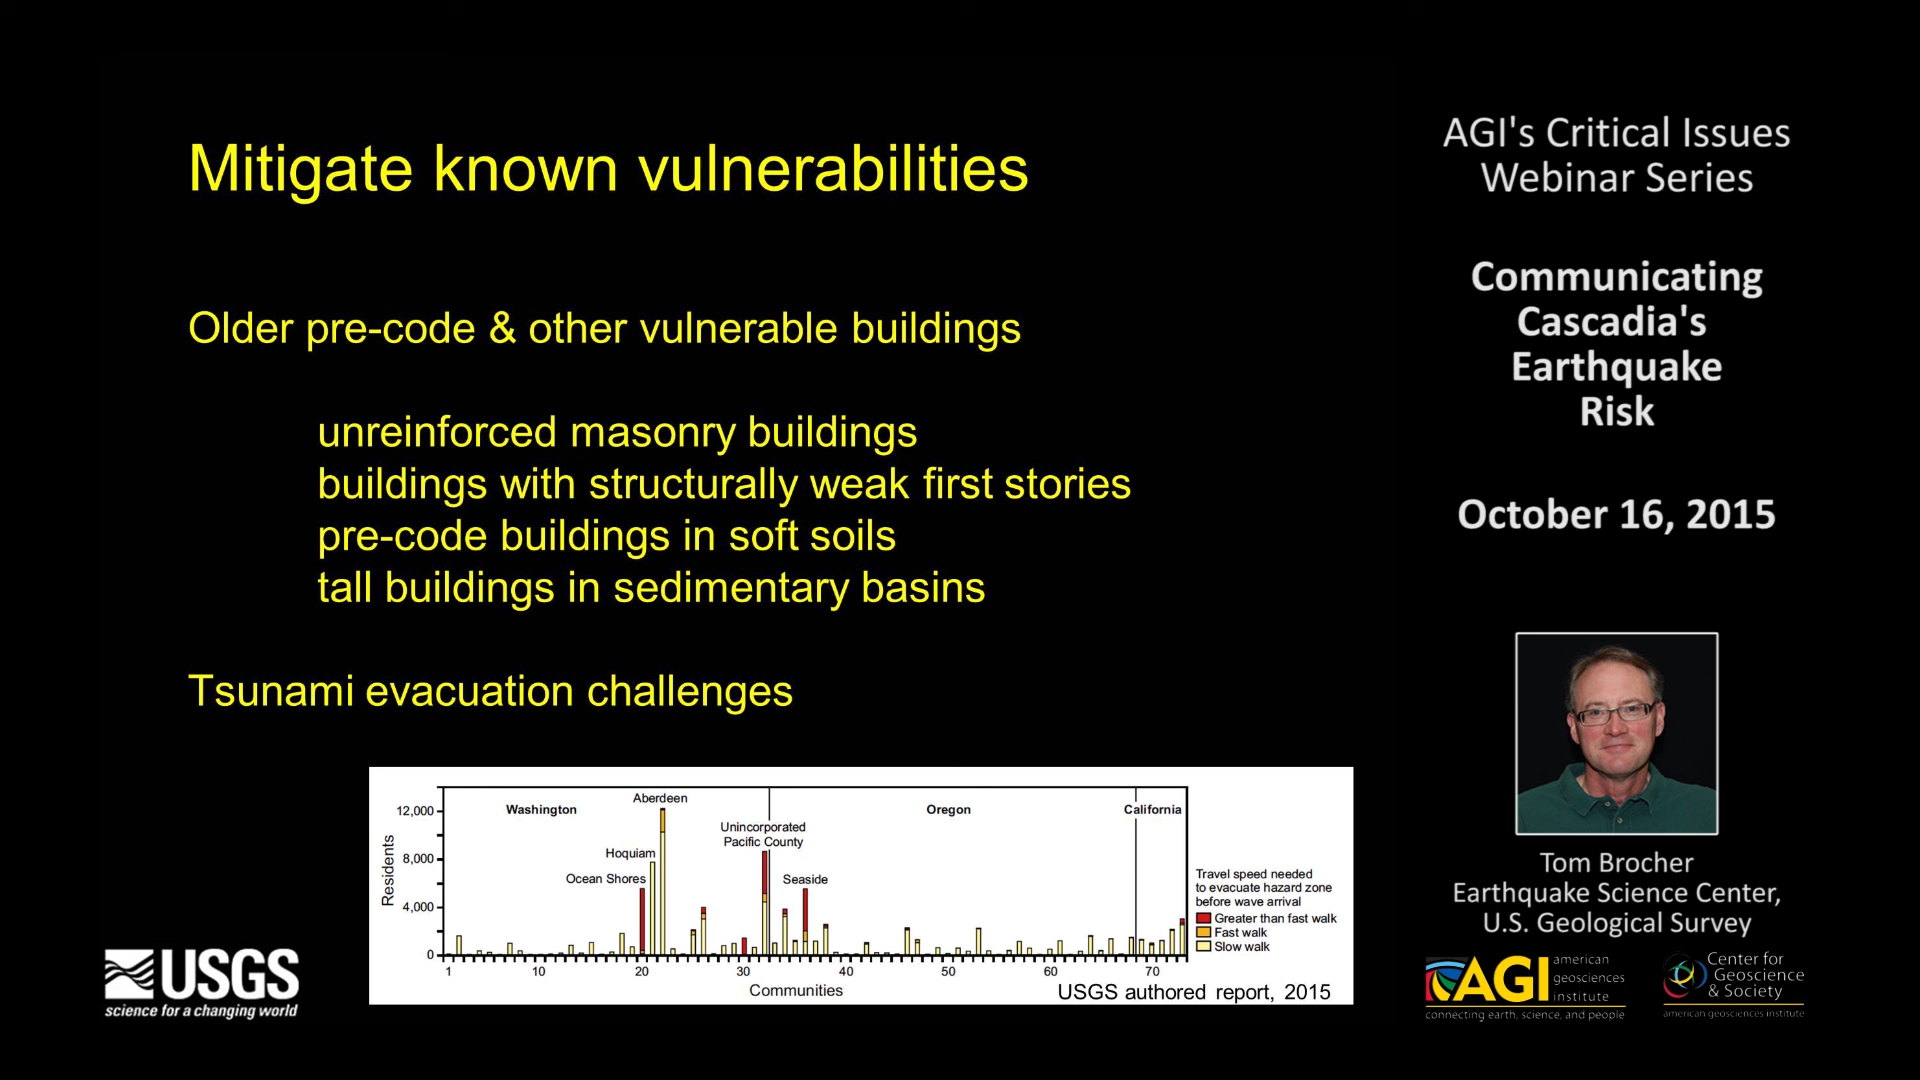 Mitigate known vulnerabilities
Older pre-code & other vulnerable buildings
unreinforced masonry buildings
buildings with structurally weak first stories
pre-code buildings in soft soils
tall buildings in sedimentary basins
Tsunami evacuation challenges
Residents
12,000
8,000
4,000
0
Washington
Aberdeen
Hoquiam
Ocean Shores
Unincorporated
Pacific County
Seaside
Oregon
California
1
10
20
30
40
50
60
70
Communities
Travel speed needed
to evacuate hazard zone
before wave arrival
Greater than fast walk
Fast walk
Slow walk
USGS authored report, 2015
USGS
science for a changing world
AGI's Critical Issues
Webinar Series
Communicating
Cascadia's
Earthquake
Risk
October 16, 2015
Tom Brocher
Earthquake Science Center,
U.S. Geological Survey
AGI
american
geosciences
institute
connecting earth, science, and people
Center for
Geoscience
& Society
american geosciences institute